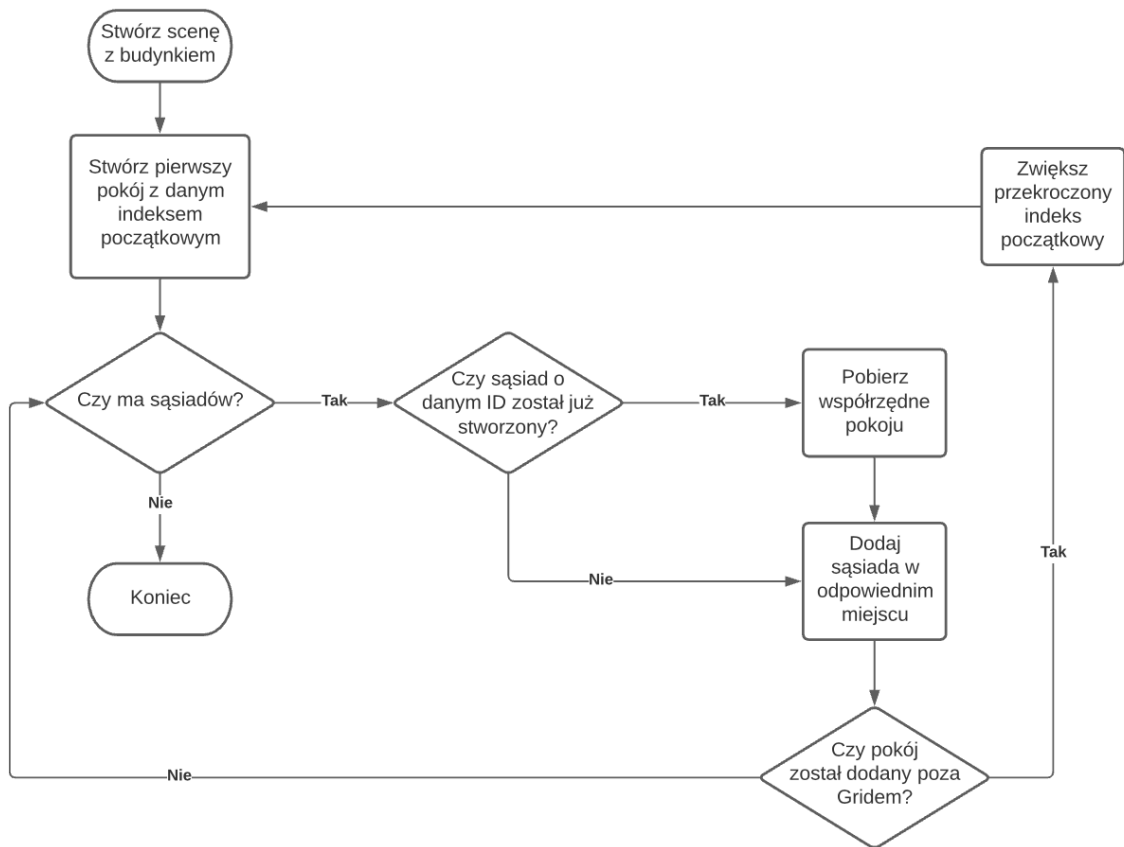 Stwórz scenę
z budynkiem
Stwórz pierwszy
pokój z danym
indeksem
początkowym
Zwiększ
przekroczony
indeks
początkowy
Czy ma sąsiadów?
Tak
Czy sąsiad o
danym ID został już
stworzony?
Tak
Pobierz
współrzędne
pokoju
Nie
Koniec
Nie
Dodaj
sąsiada w
odpowiednim
miejscu
Tak
Czy pokój
został dodany poza
Gridem?
Nie